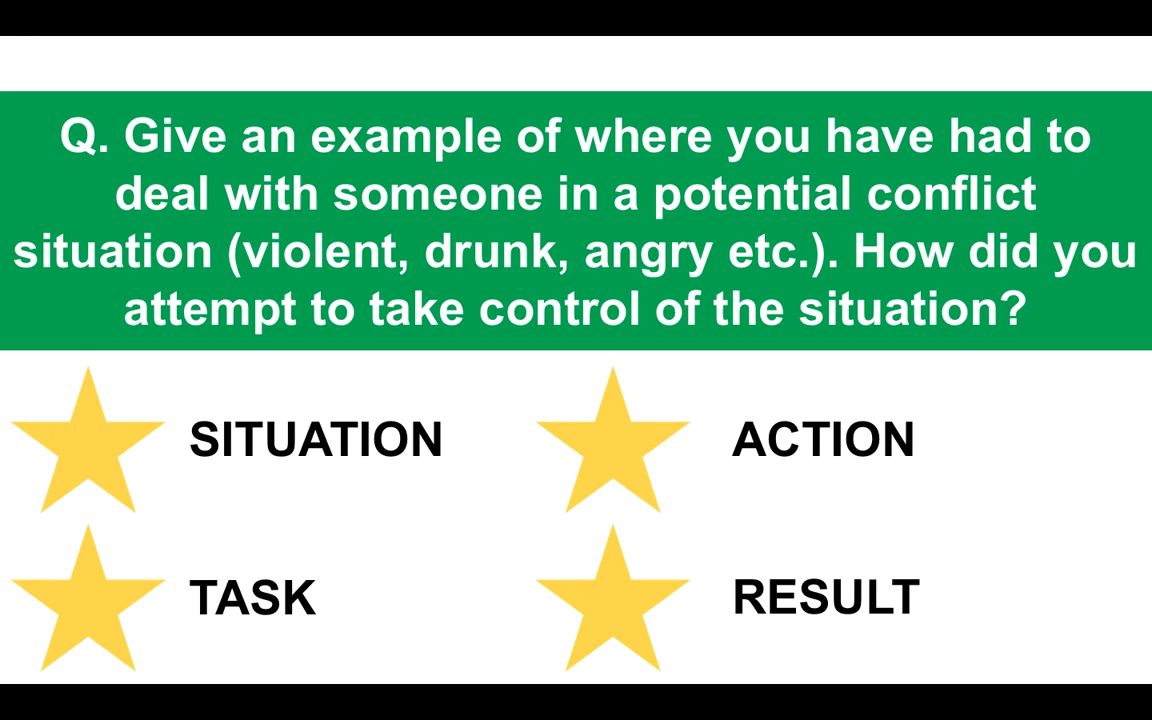 Q. Give an example of where you have had to
deal with someone in a potential conflict
situation (violent, drunk, angry etc.). How did you
attempt to take control of the situation?
SITUATION
ACTION
TASK
RESULT